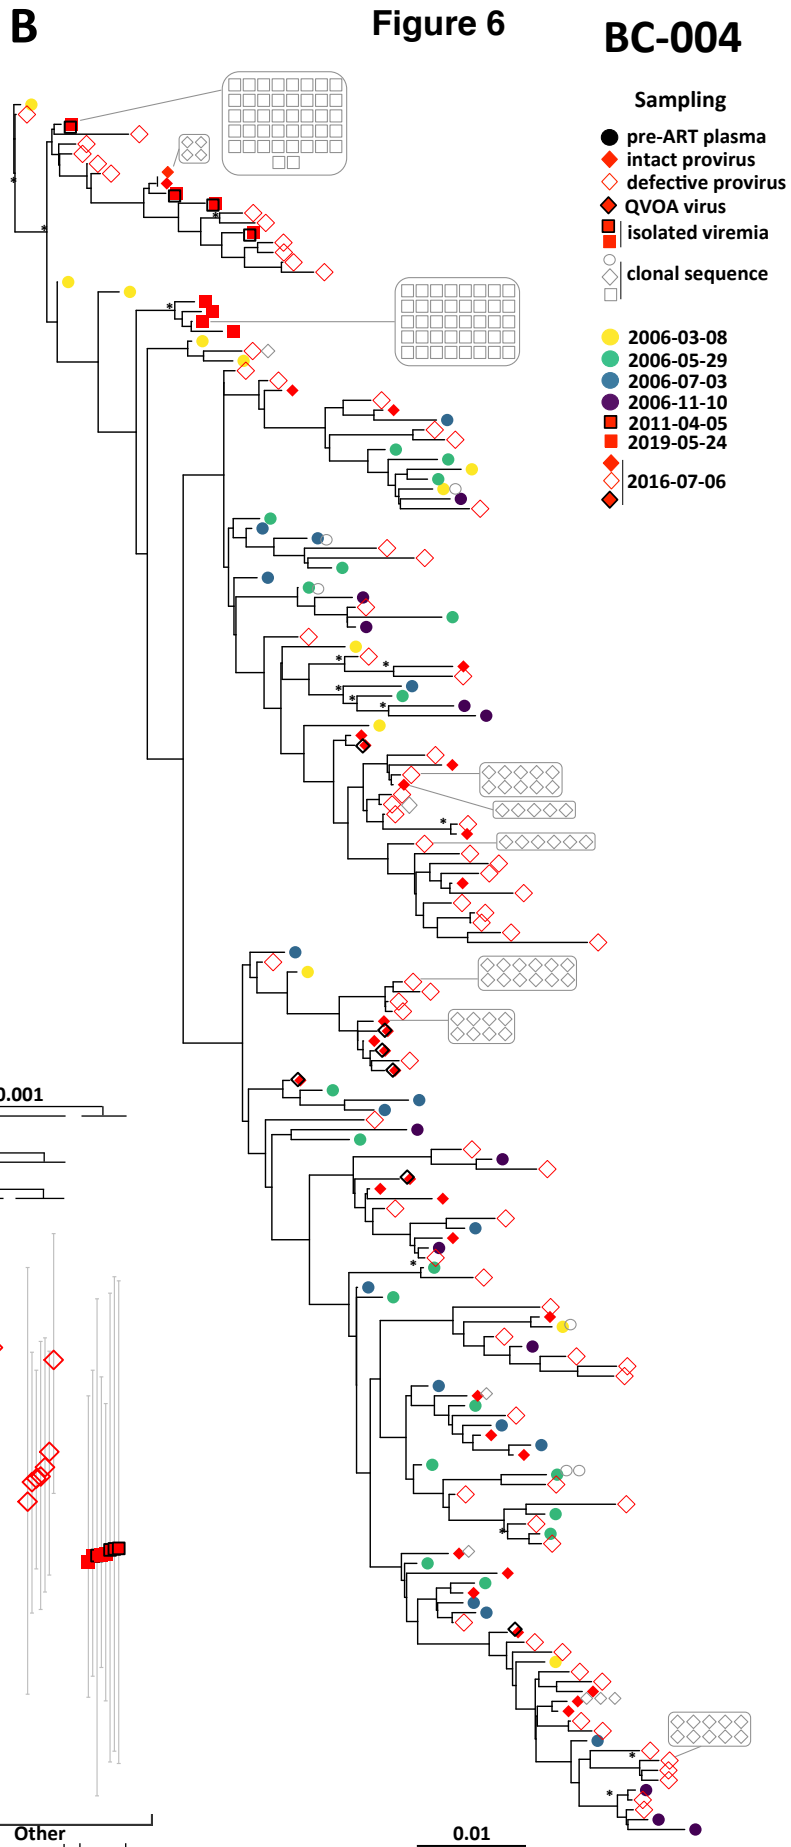 B
Figure 6
BC-004
Sampling
pre-ART plasma
intact provirus
defective provirus
QVOA virus
isolated viremia
clonal sequence
2006-03-08
2006-05-29
2006-07-03
2006-11-10
2011-04-05
2019-05-24
2016-07-06
*
*
*
*
*
*
*
*
*
*
*
*
*
*
0.001
Other
0.01